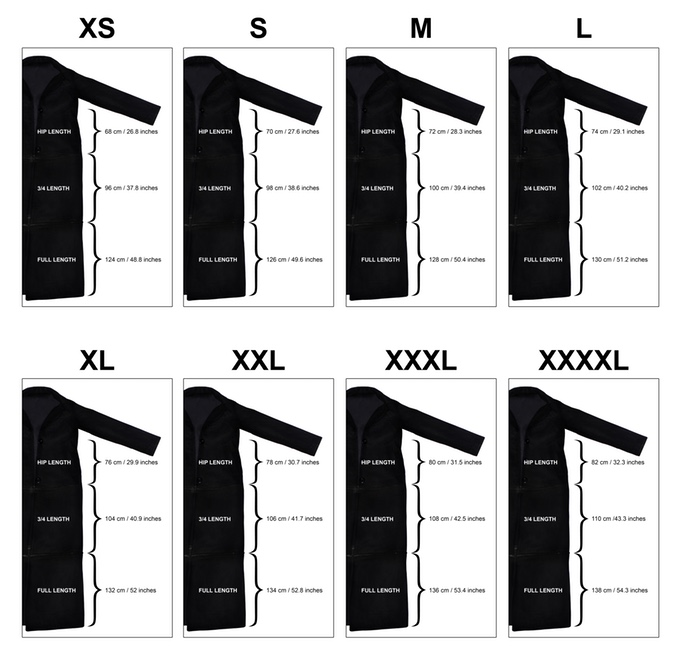 XS
S
M
L
HIP LENGTH
68 cm / 26.8 inches
3/4 LENGTH
96 cm / 37.8 inches
FULL LENGTH
124 cm / 48.8 inches
HIP LENGTH
70 cm / 27.6 inches
3/4 LENGTH
98 cm / 38.6 inches
FULL LENGTH
126 cm / 49.6 inches
HIP LENGTH
72 cm / 28.3 inches
3/4 LENGTH
100 cm / 39.4 inches
FULL LENGTH
128 cm / 50.4 inches
HIP LENGTH
74 cm / 29.1 inches
3/4 LENGTH
102 cm / 40.2 inches
FULL LENGTH
130 cm / 51.2 inches
XL
XXL
XXXL
XXXXL
HIP LENGTH
76 cm / 29.9 inches
3/4 LENGTH
104 cm / 40.9 inches
FULL LENGTH
132 cm / 52 inches
HIP LENGTH
78 cm / 30.7 inches
3/4 LENGTH
106 cm / 41.7 inches
FULL LENGTH
134 cm / 52.8 inches
HIP LENGTH
80 cm / 31.5 inches
3/4 LENGTH
108 cm / 42.5 inches
FULL LENGTH
136 cm / 53.4 inches
HIP LENGTH
82 cm / 32.3 inches
3/4 LENGTH
110 cm /43.3 inches
FULL LENGTH
138 cm / 54.3 inches